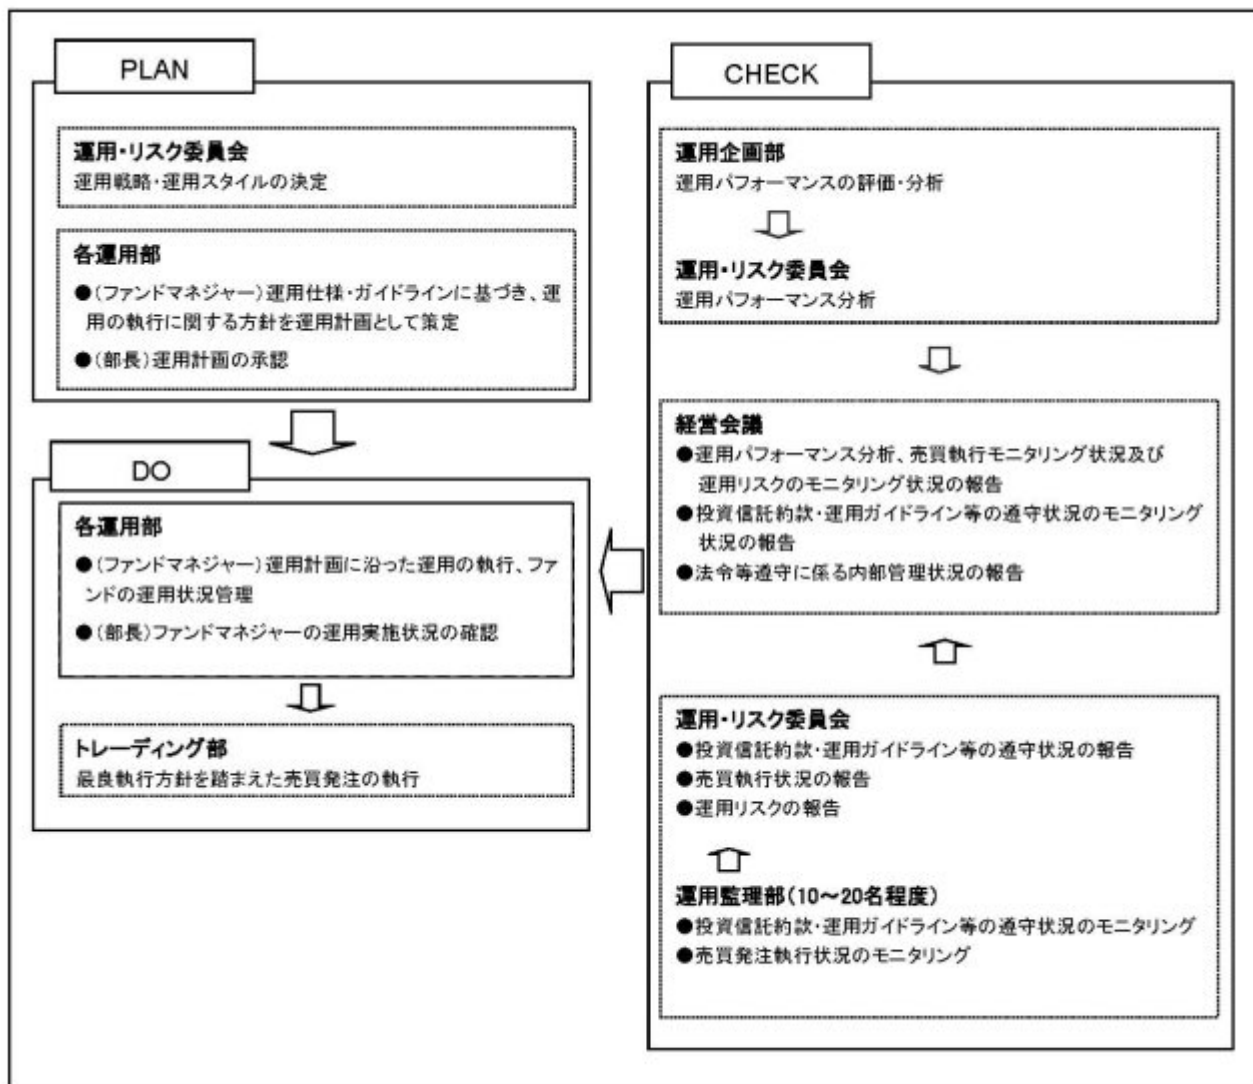 PLAN
運用・リスク委員会
運用戦略・運用スタイルの決定
各運用部
●(ファンドマネジャー)運用仕様・ガイドラインに基づき、運
用の執行に関する方針を運用計画として策定
●(部長)運用計画の承認
DO
各運用部
●(ファンドマネジャー)運用計画に沿った運用の執行、ファ
ンドの運用状況管理
●(部長)ファンドマネジャーの運用実施状況の確認
トレーディング部
最良執行方針を踏まえた売買発注の執行
CHECK
運用企画部
運用パフォーマンスの評価・分析
運用・リスク委員会
運用パフォーマンス分析
経営会議
●運用パフォーマンス分析、売買執行モニタリング状況及び
運用リスクのモニタリング状況の報告
●投資信託約款・運用ガイドライン等の遵守状況のモニタリング
状況の報告
●法令等遵守に係る内部管理状況の報告
運用・リスク委員会
●投資信託約款・運用ガイドライン等の遵守状況の報告
●売買執行状況の報告
●運用リスクの報告
運用監理部(10~20名程度)
●投資信託約款・運用ガイドライン等の遵守状況のモニタリング
●売買発注執行状況のモニタリング